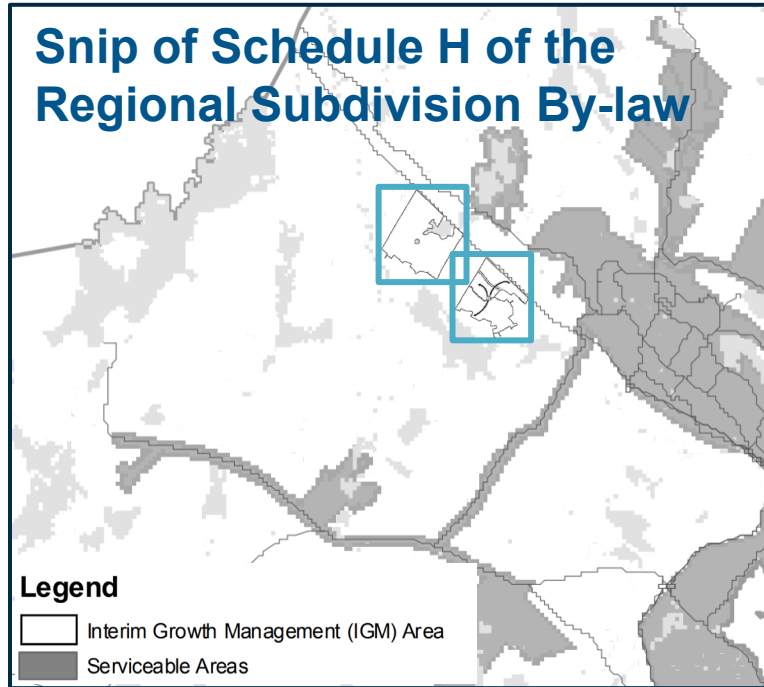 Snip of Schedule H of the
Regional Subdivision By-law
Legend
Interim Growth Management (IGM) Area
Serviceable Areas